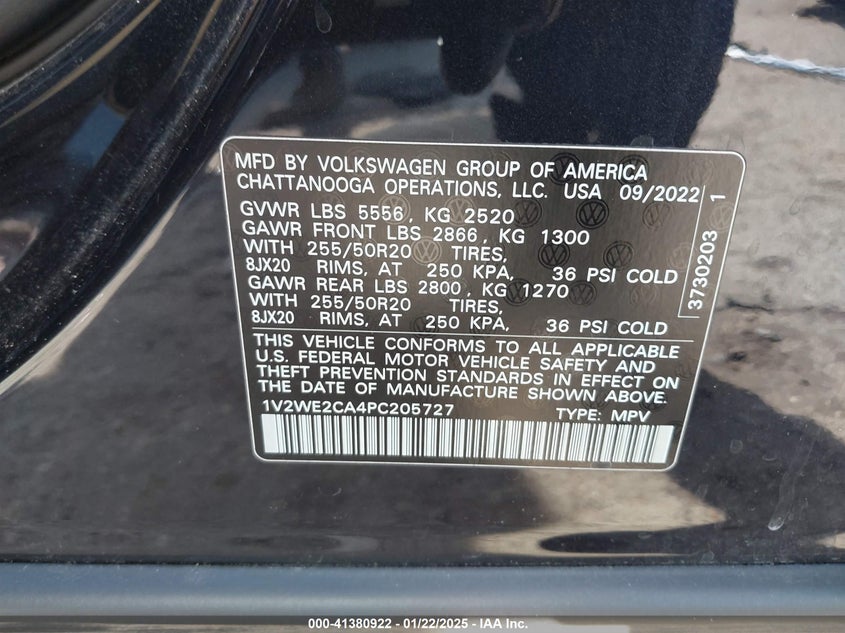 MFD BY VOLKSWAGEN GROUP OF AMERICA
CHATTANOOGA OPERATIONS, LLC. USA 09/2022
GVWR LBS 5556, KG 2520
GAWR FRONT LBS 2866, KG 1300
WITH 255/50R20 TIRES,
8JX20 RIMS, AT 250 KPA, 36 PSI COLD
GAWR REAR LBS 2800, KG 1270
WITH 255/50R20 TIRES,
8JX20 RIMS, AT 250 KPA, 36 PSI COLD
THIS VEHICLE CONFORMS TO ALL APPLICABLE
U.S. FEDERAL MOTOR VEHICLE SAFETY AND
THEFT PREVENTION STANDARDS IN EFFECT ON
THE DATE OF MANUFACTURE SHOWN ABOVE.
1V2WE2CA4PC205727 TYPE: MPV
3730203 1
000-41380922 - 01/22/2025 - IAA Inc.